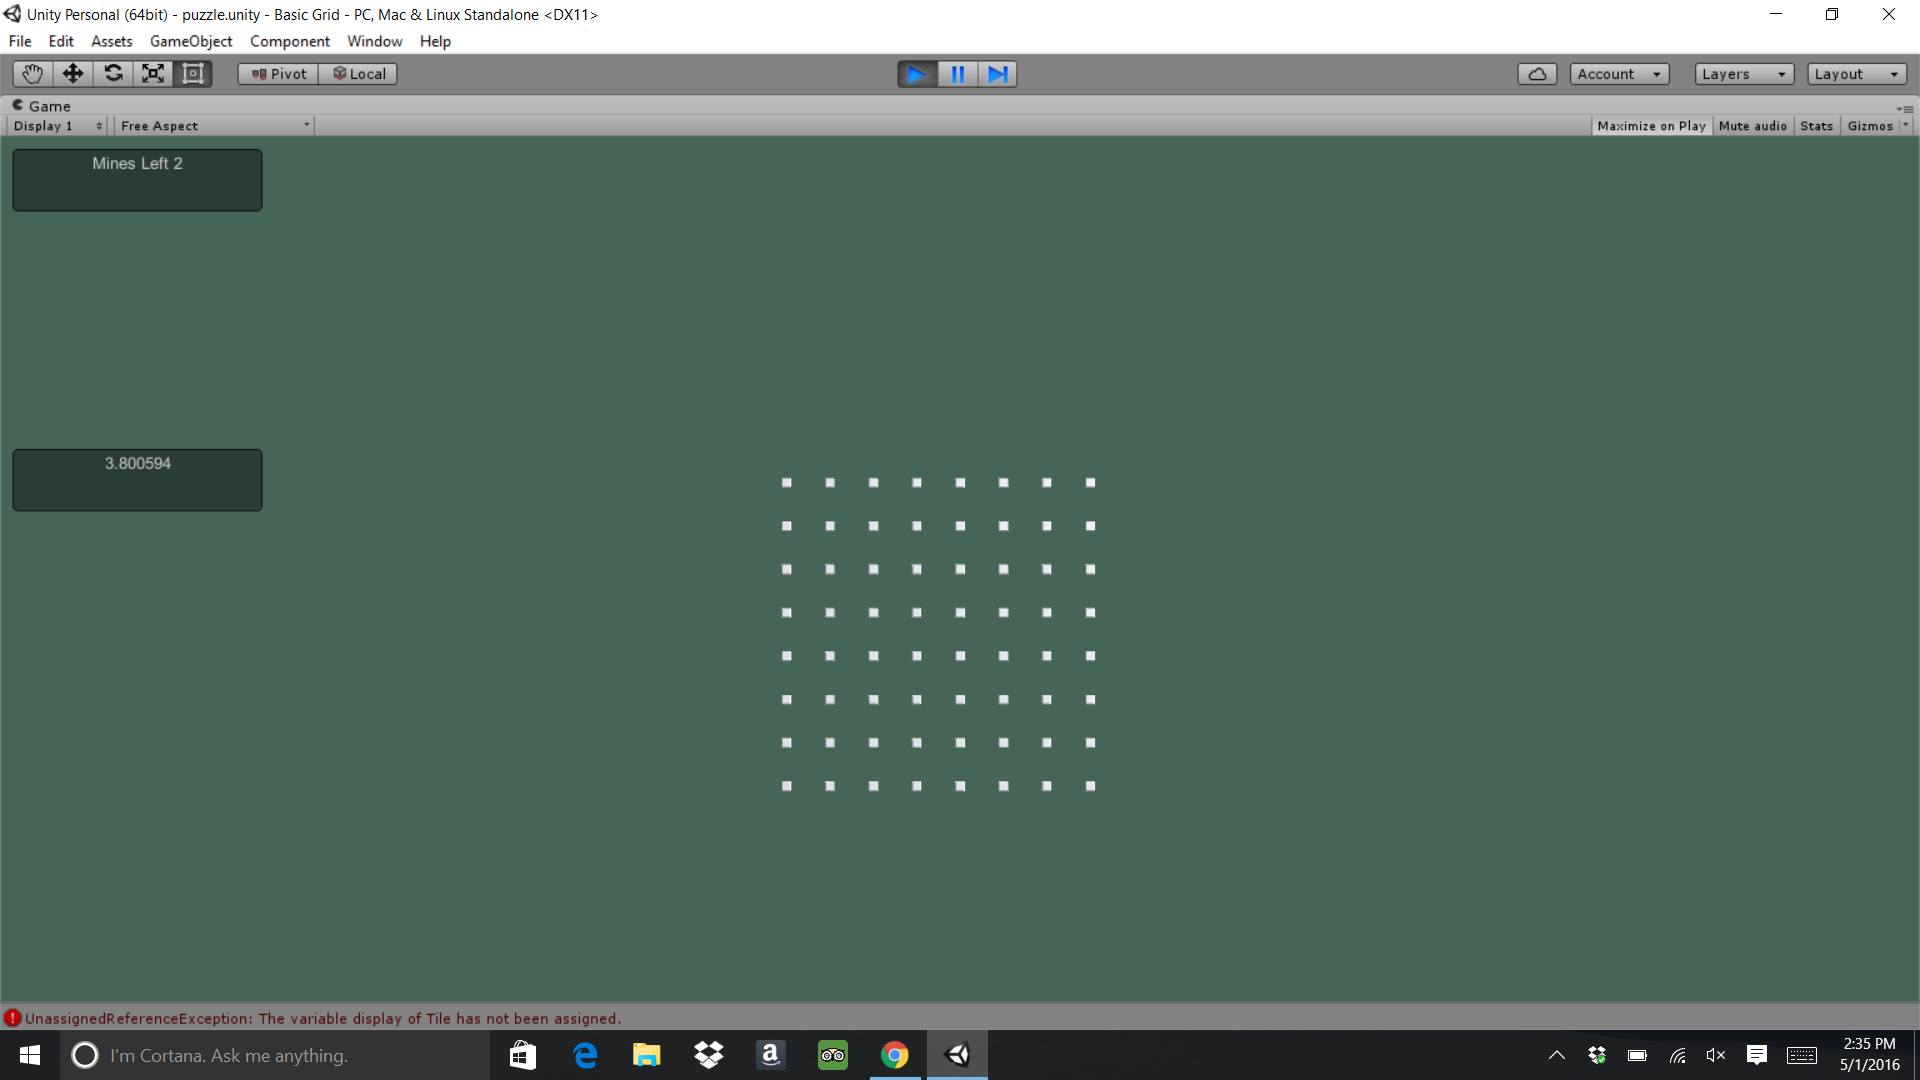 Unity Personal (64bit) - puzzle.unity - Basic Grid - PC, Mac & Linux Standalone <DX11>
File Edit Assets GameObject Component Window Help
Pivot Local Account Layers Layout
Game
Display 1 Free Aspect Maximize on Play Mute audio Stats Gizmos
Mines Left 2
3.800594
UnassignedReferenceException: The variable display of Tile has not been assigned.
I'm Cortana. Ask me anything.
2:35 PM
5/1/2016